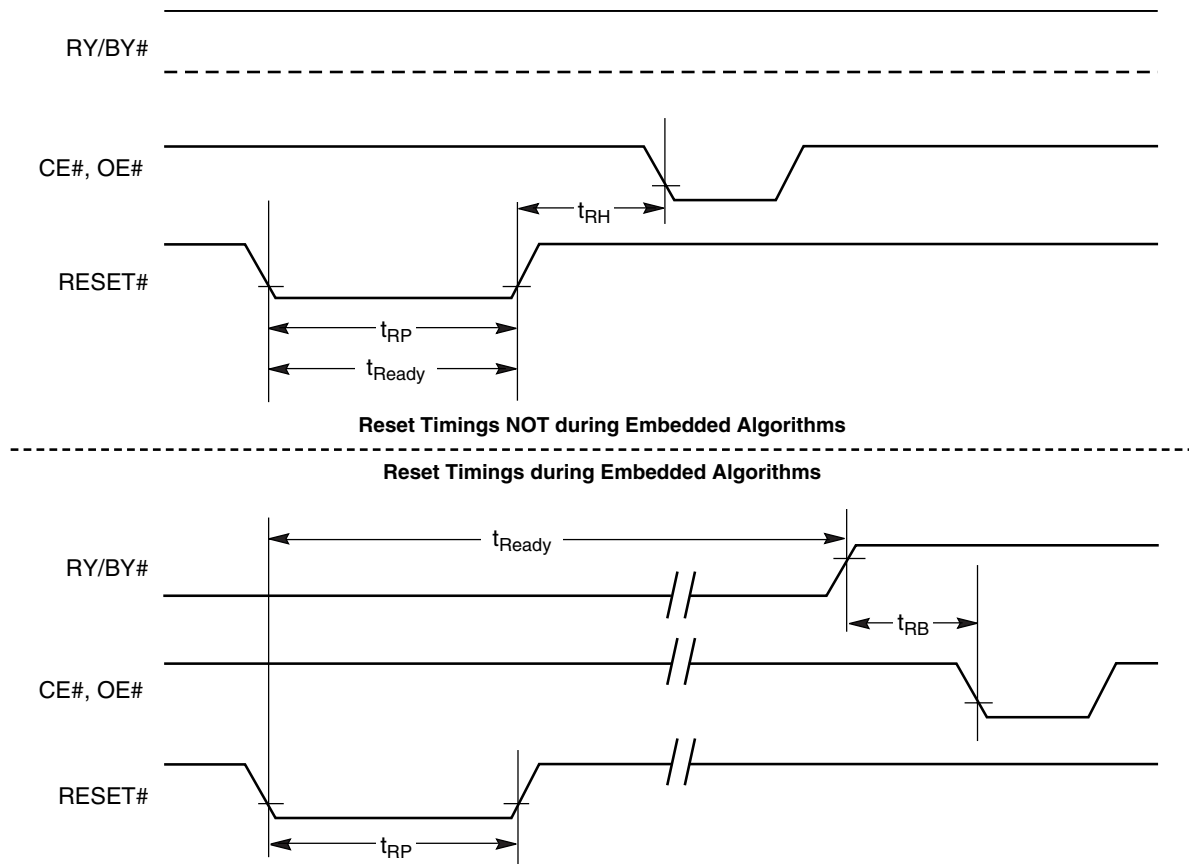 RY/BY#
CE#, OE#
tRH
RESET#
tRP
tReady
Reset Timings NOT during Embedded Algorithms
Reset Timings during Embedded Algorithms
tReady
RY/BY#
tRB
CE#, OE#
RESET#
tRP